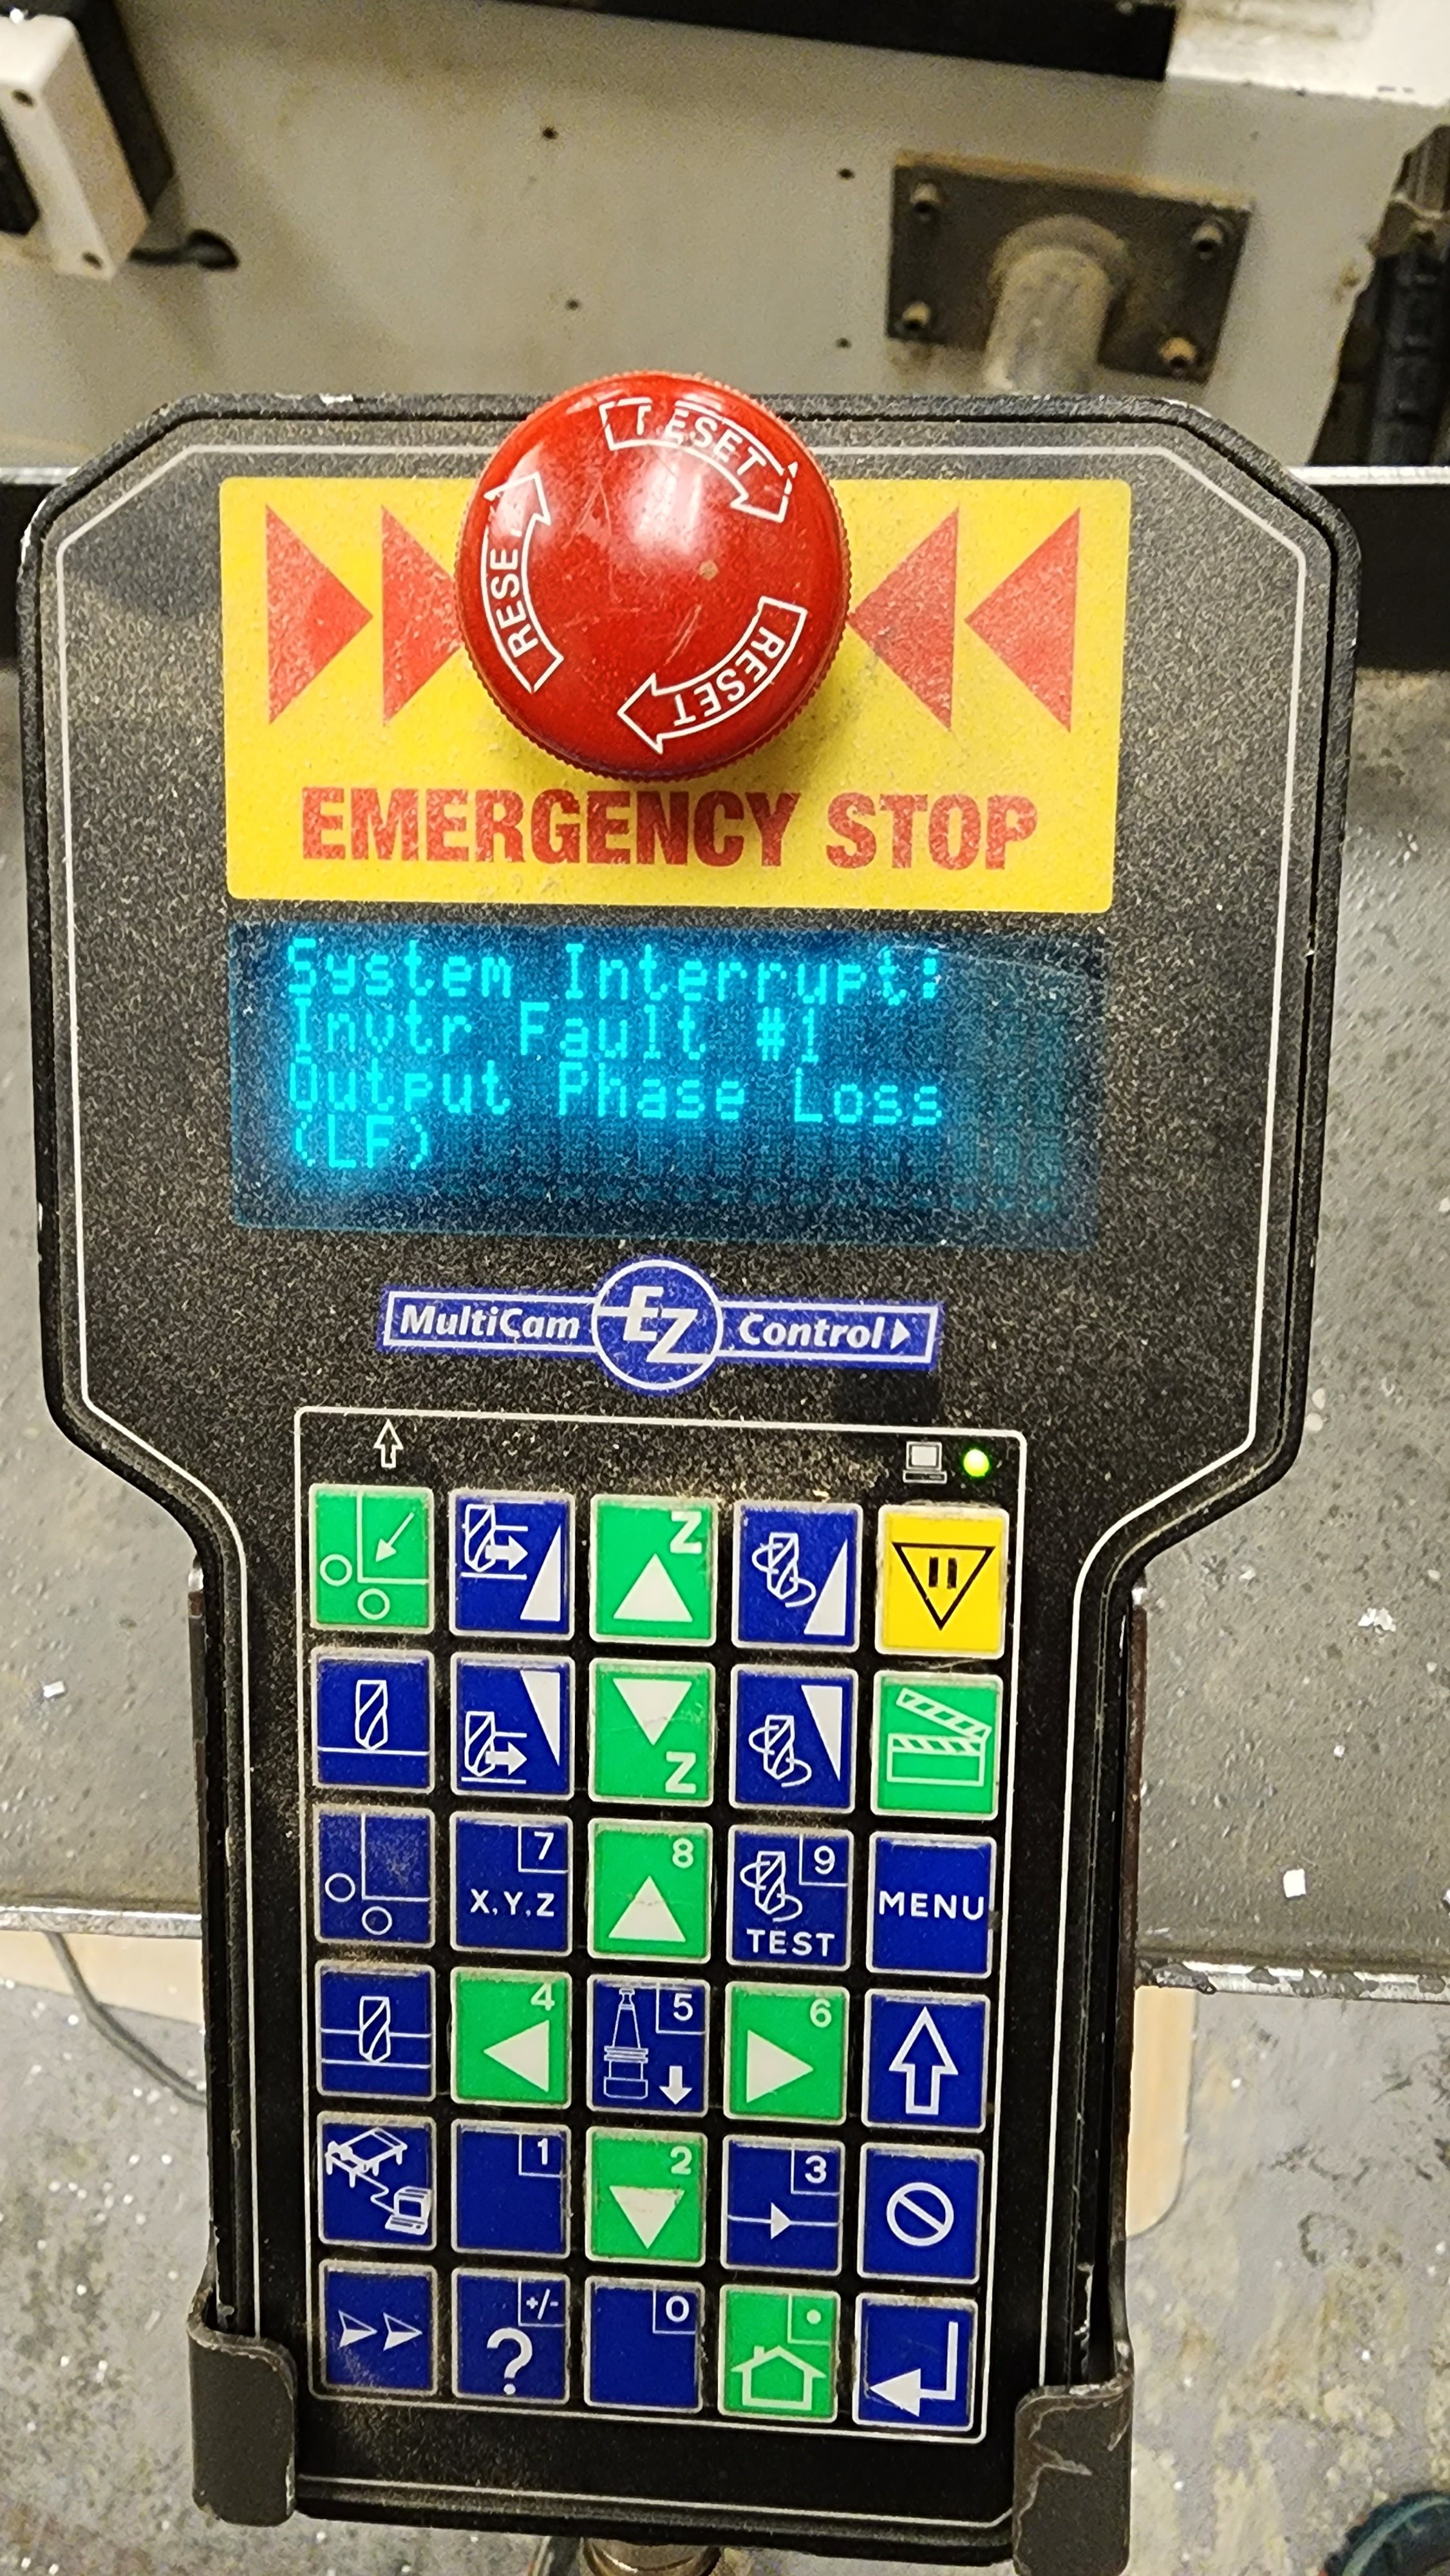 RESET
RESE
RESET
EMERGENCY STOP
System Interrupt:
Invtr Fault #1
Output Phase Loss
(LF)
MultiCam EZ Control
Z
Z
7
X,Y,Z
8
9
TEST
MENU
4
5
6
1
2
3
+/-
?
0